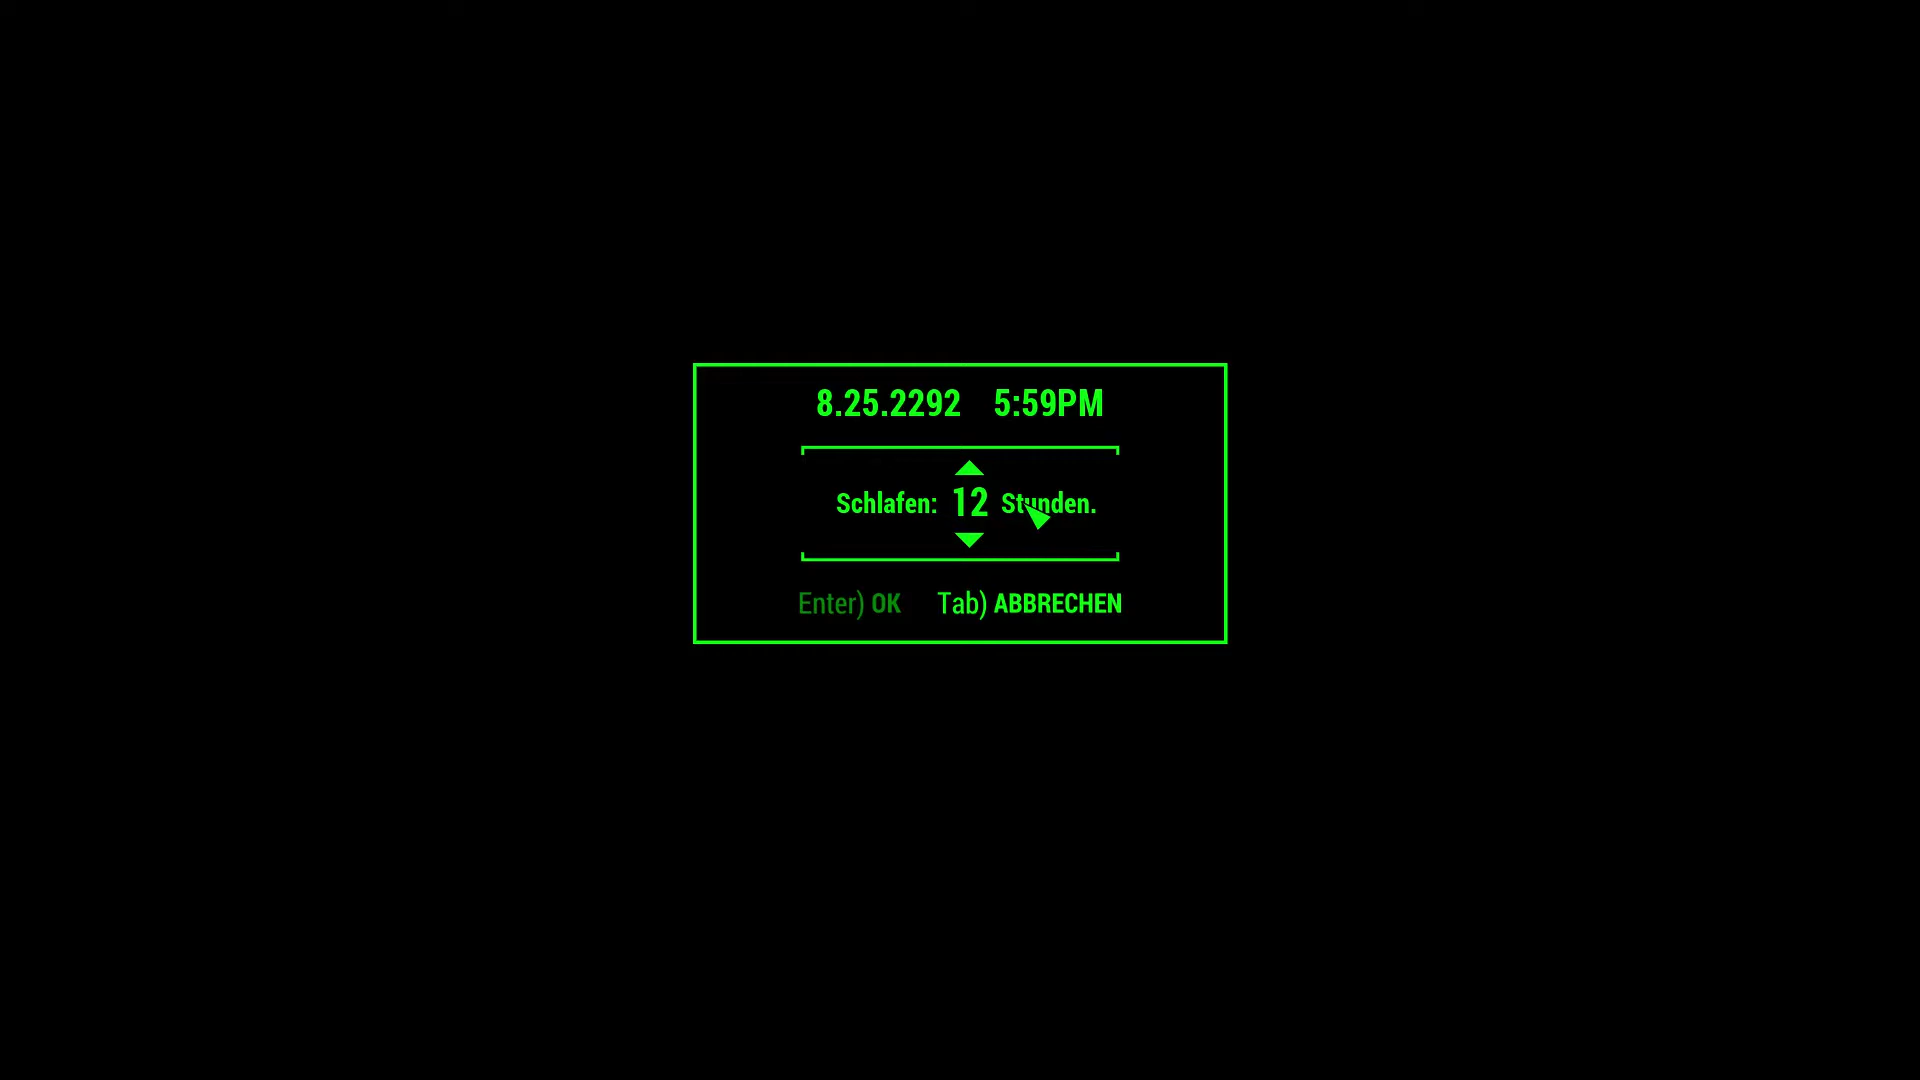 8.25.2292 5:59PM
Schlafen: 12 Stunden.
Enter) OK Tab) ABBRECHEN